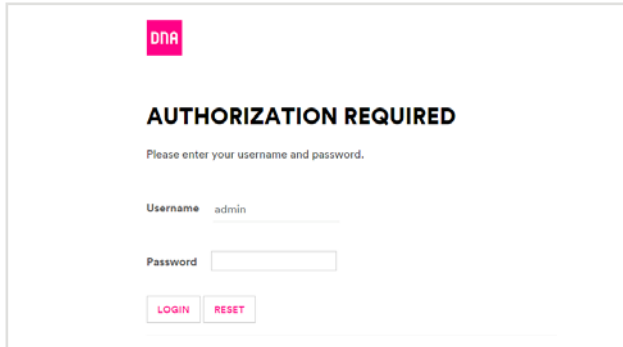 DNA
AUTHORIZATION REQUIRED
Please enter your username and password.
Username admin
Password
LOGIN RESET